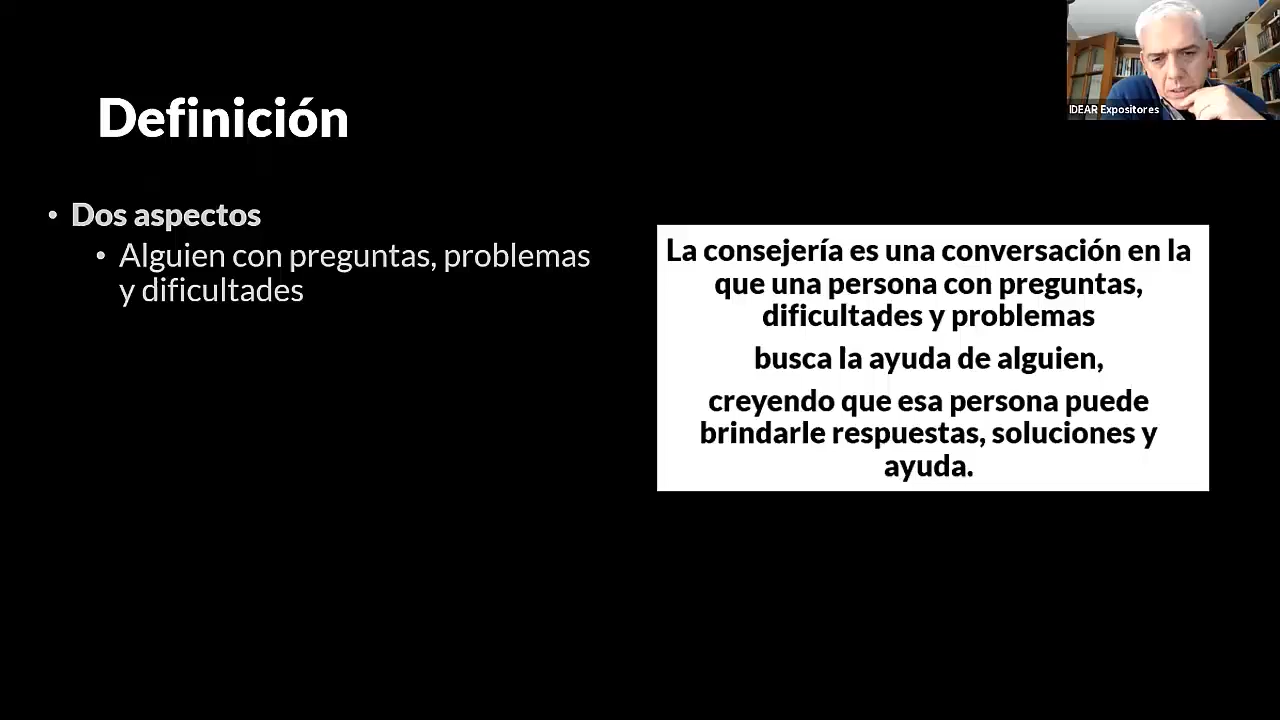 Definición
• Dos aspectos
• Alguien con preguntas, problemas
y dificultades
La consejería es una conversación en la
que una persona con preguntas,
dificultades y problemas
busca la ayuda de alguien,
creyendo que esa persona puede
brindarle respuestas, soluciones y
ayuda.
IDEAR Expositores